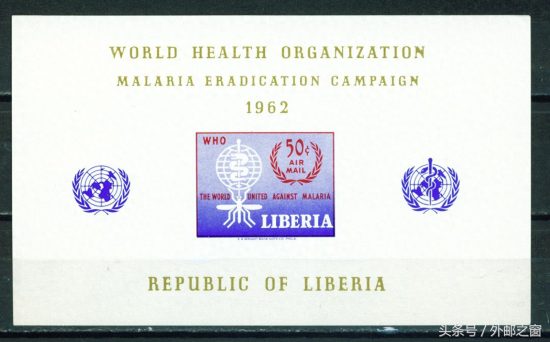 WORLD HEALTH ORGANIZATION
MALARIA ERADICATION CAMPAIGN
1962
WHO
50¢
AIR
MAIL
THE WORLD UNITED AGAINST MALARIA
LIBERIA
REPUBLIC OF LIBERIA
头条号 / 外邮之窗